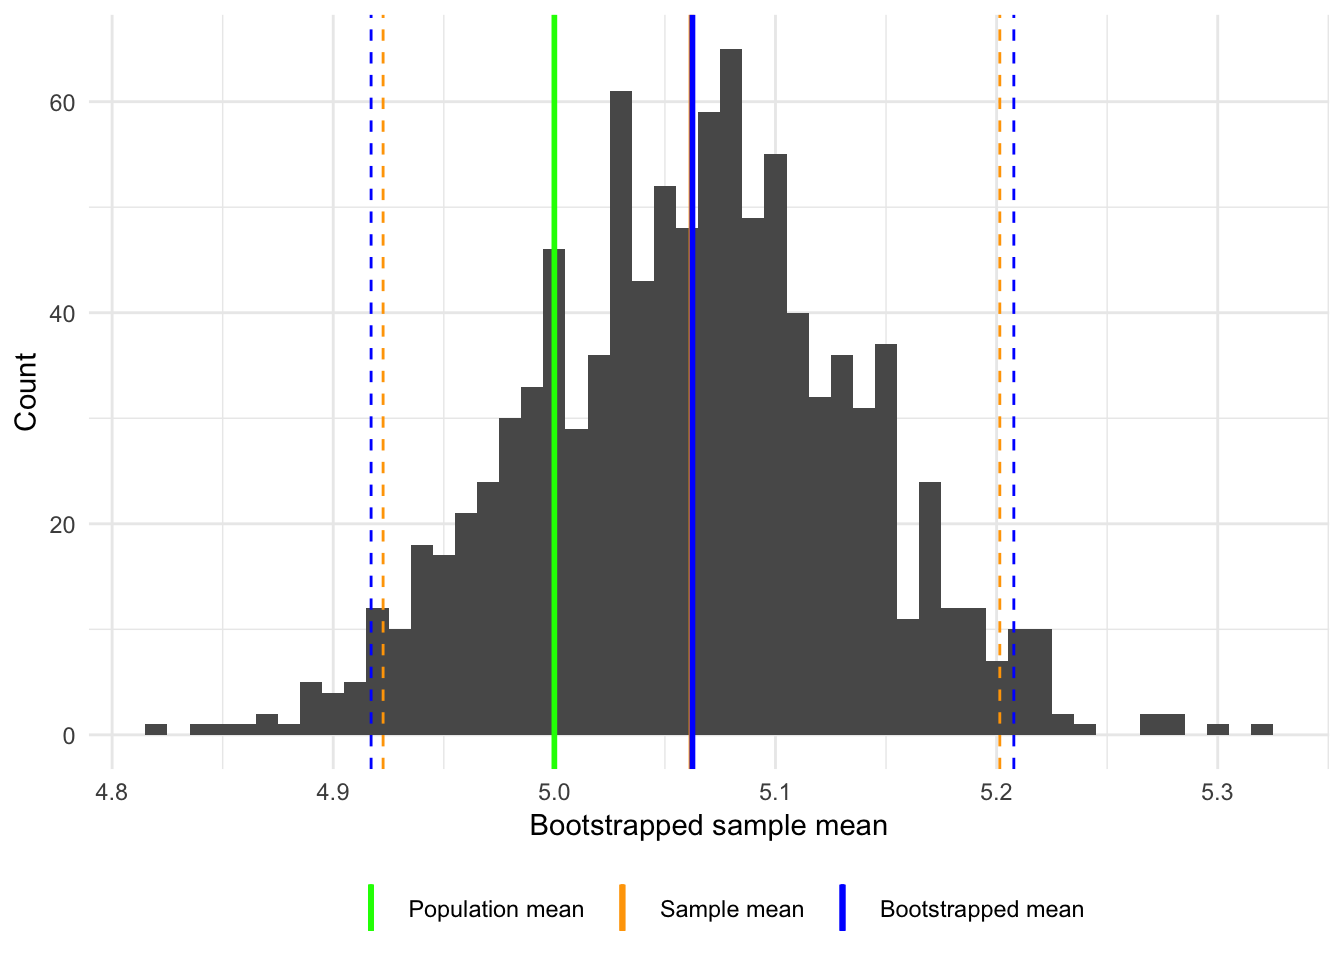 60
40
20
0
Count
4.8 4.9 5.0 5.1 5.2 5.3
Bootstrapped sample mean
Population mean Sample mean Bootstrapped mean